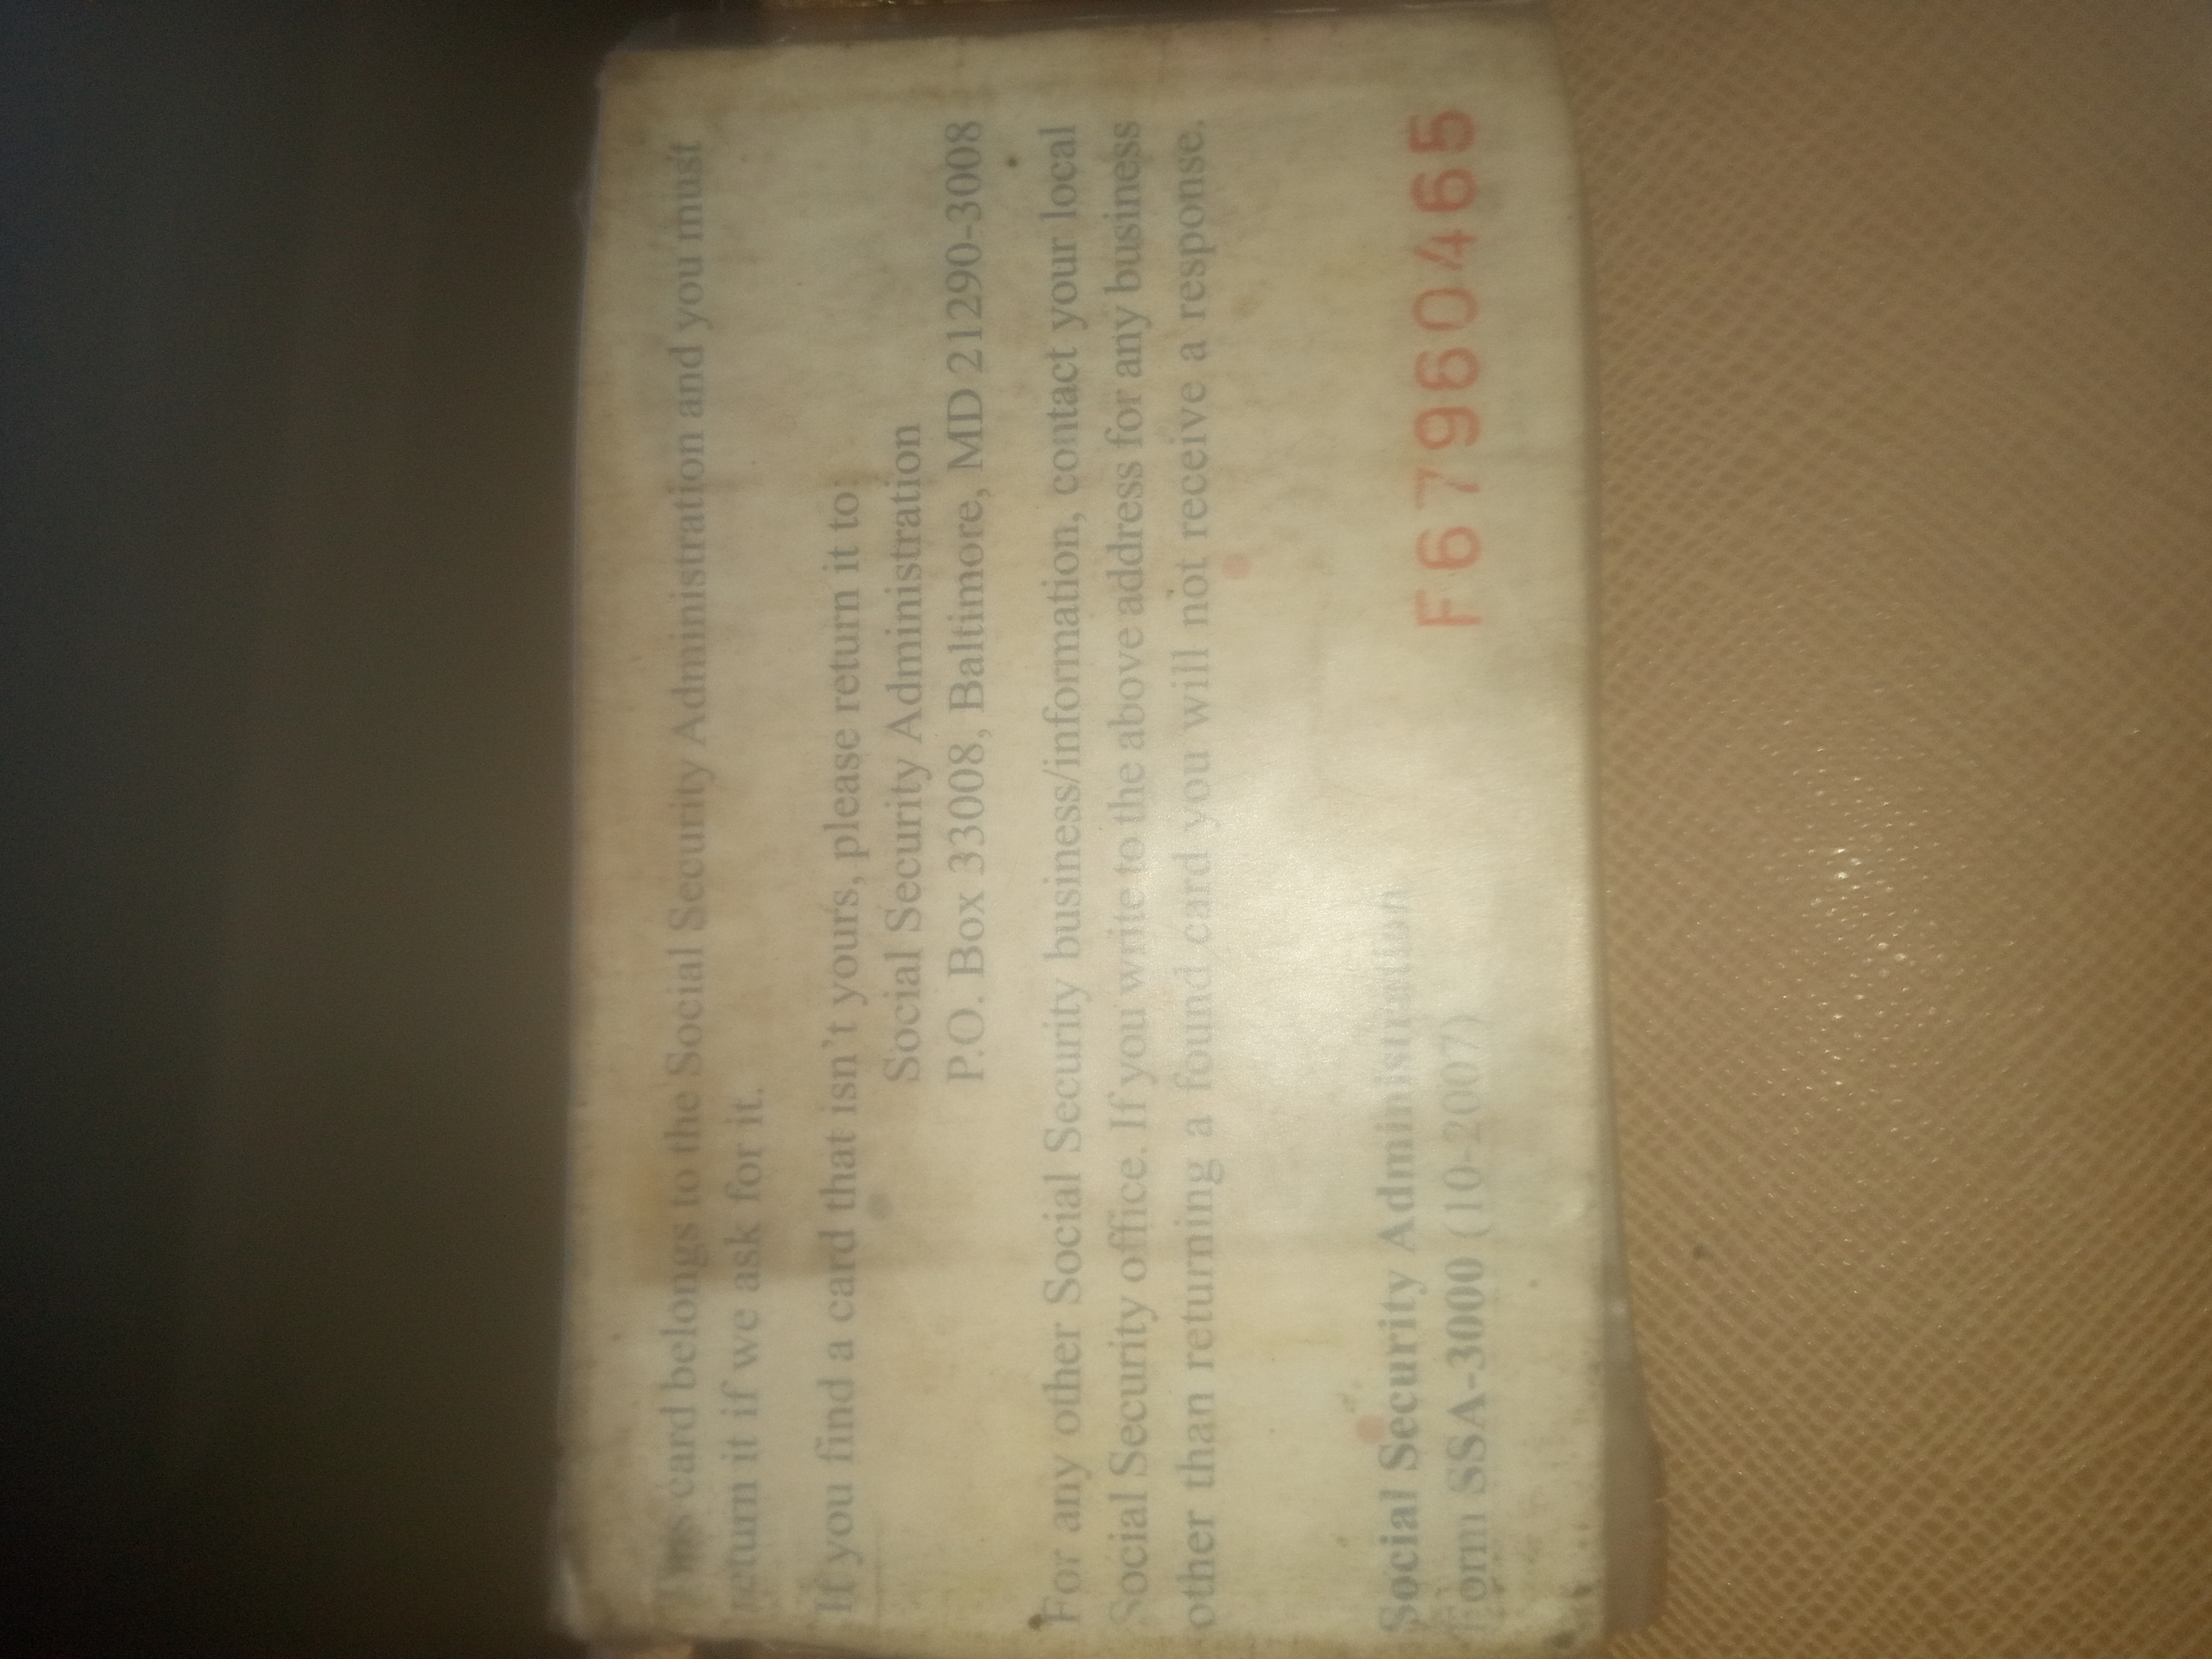 This card belongs to the Social Security Administration and you must
return it if we ask for it.
If you find a card that isn't yours, please return it to:
Social Security Administration
P.O. Box 33008, Baltimore, MD 21290-3008
For any other Social Security business/information, contact your local
Social Security office. If you write to the above address for any business
other than returning a found card you will not receive a response.
Social Security Administration
Form SSA-3000 (10-2007)
F67960465